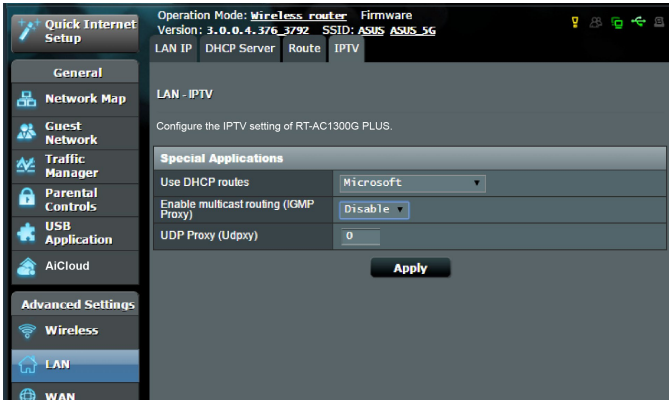 Quick Internet
Setup
Operation Mode: Wireless router Firmware
Version: 3.0.0.4.376_3792 SSID: ASUS ASUS_5G
LAN IP DHCP Server Route IPTV
General
Network Map
Guest
Network
Traffic
Manager
Parental
Controls
USB
Application
AiCloud
Advanced Settings
Wireless
LAN
WAN
LAN - IPTV
Configure the IPTV setting of RT-AC1300G PLUS.
Special Applications
Use DHCP routes Microsoft
Enable multicast routing (IGMP
Proxy) Disable
UDP Proxy (Udpxy) 0
Apply